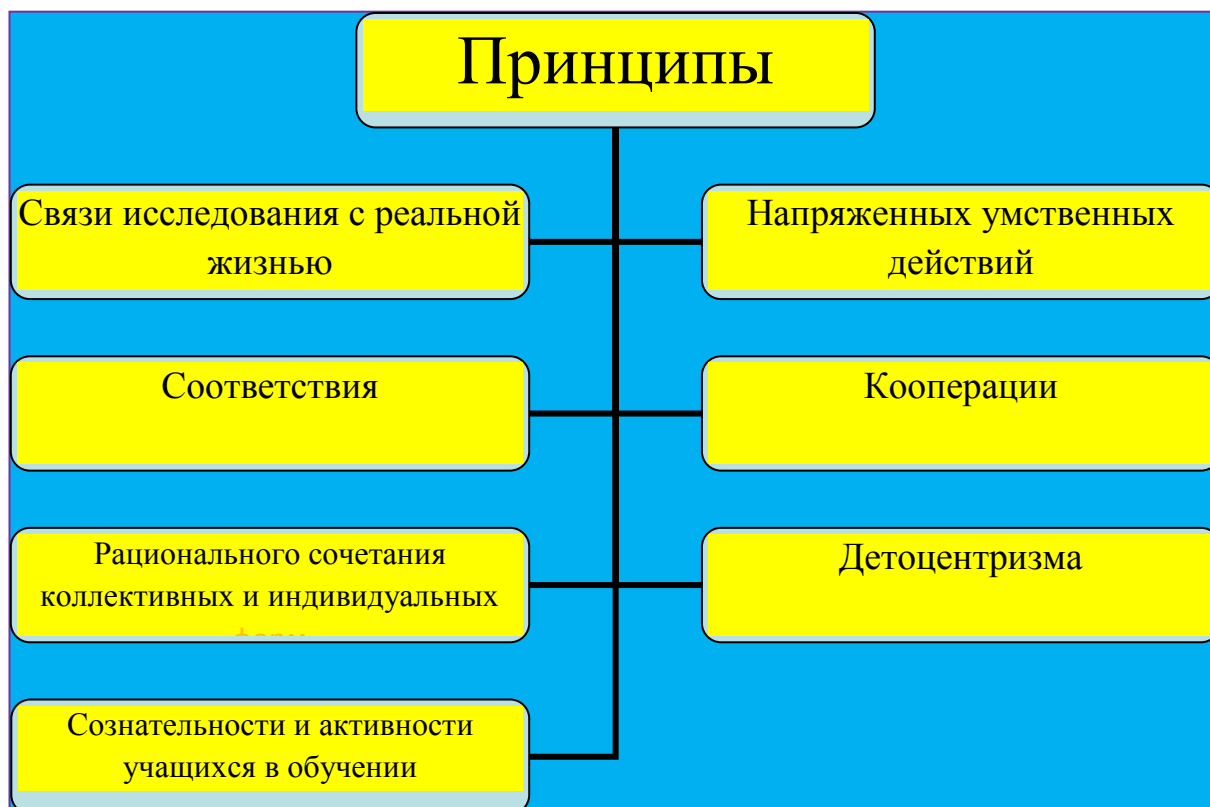 Принципы
Связи исследования с реальной
жизнью
Напряженных умственных
действий
Соответствия
Кооперации
Рационального сочетания
коллективных и индивидуальных
Детоцентризма
Сознательности и активности
учащихся в обучении